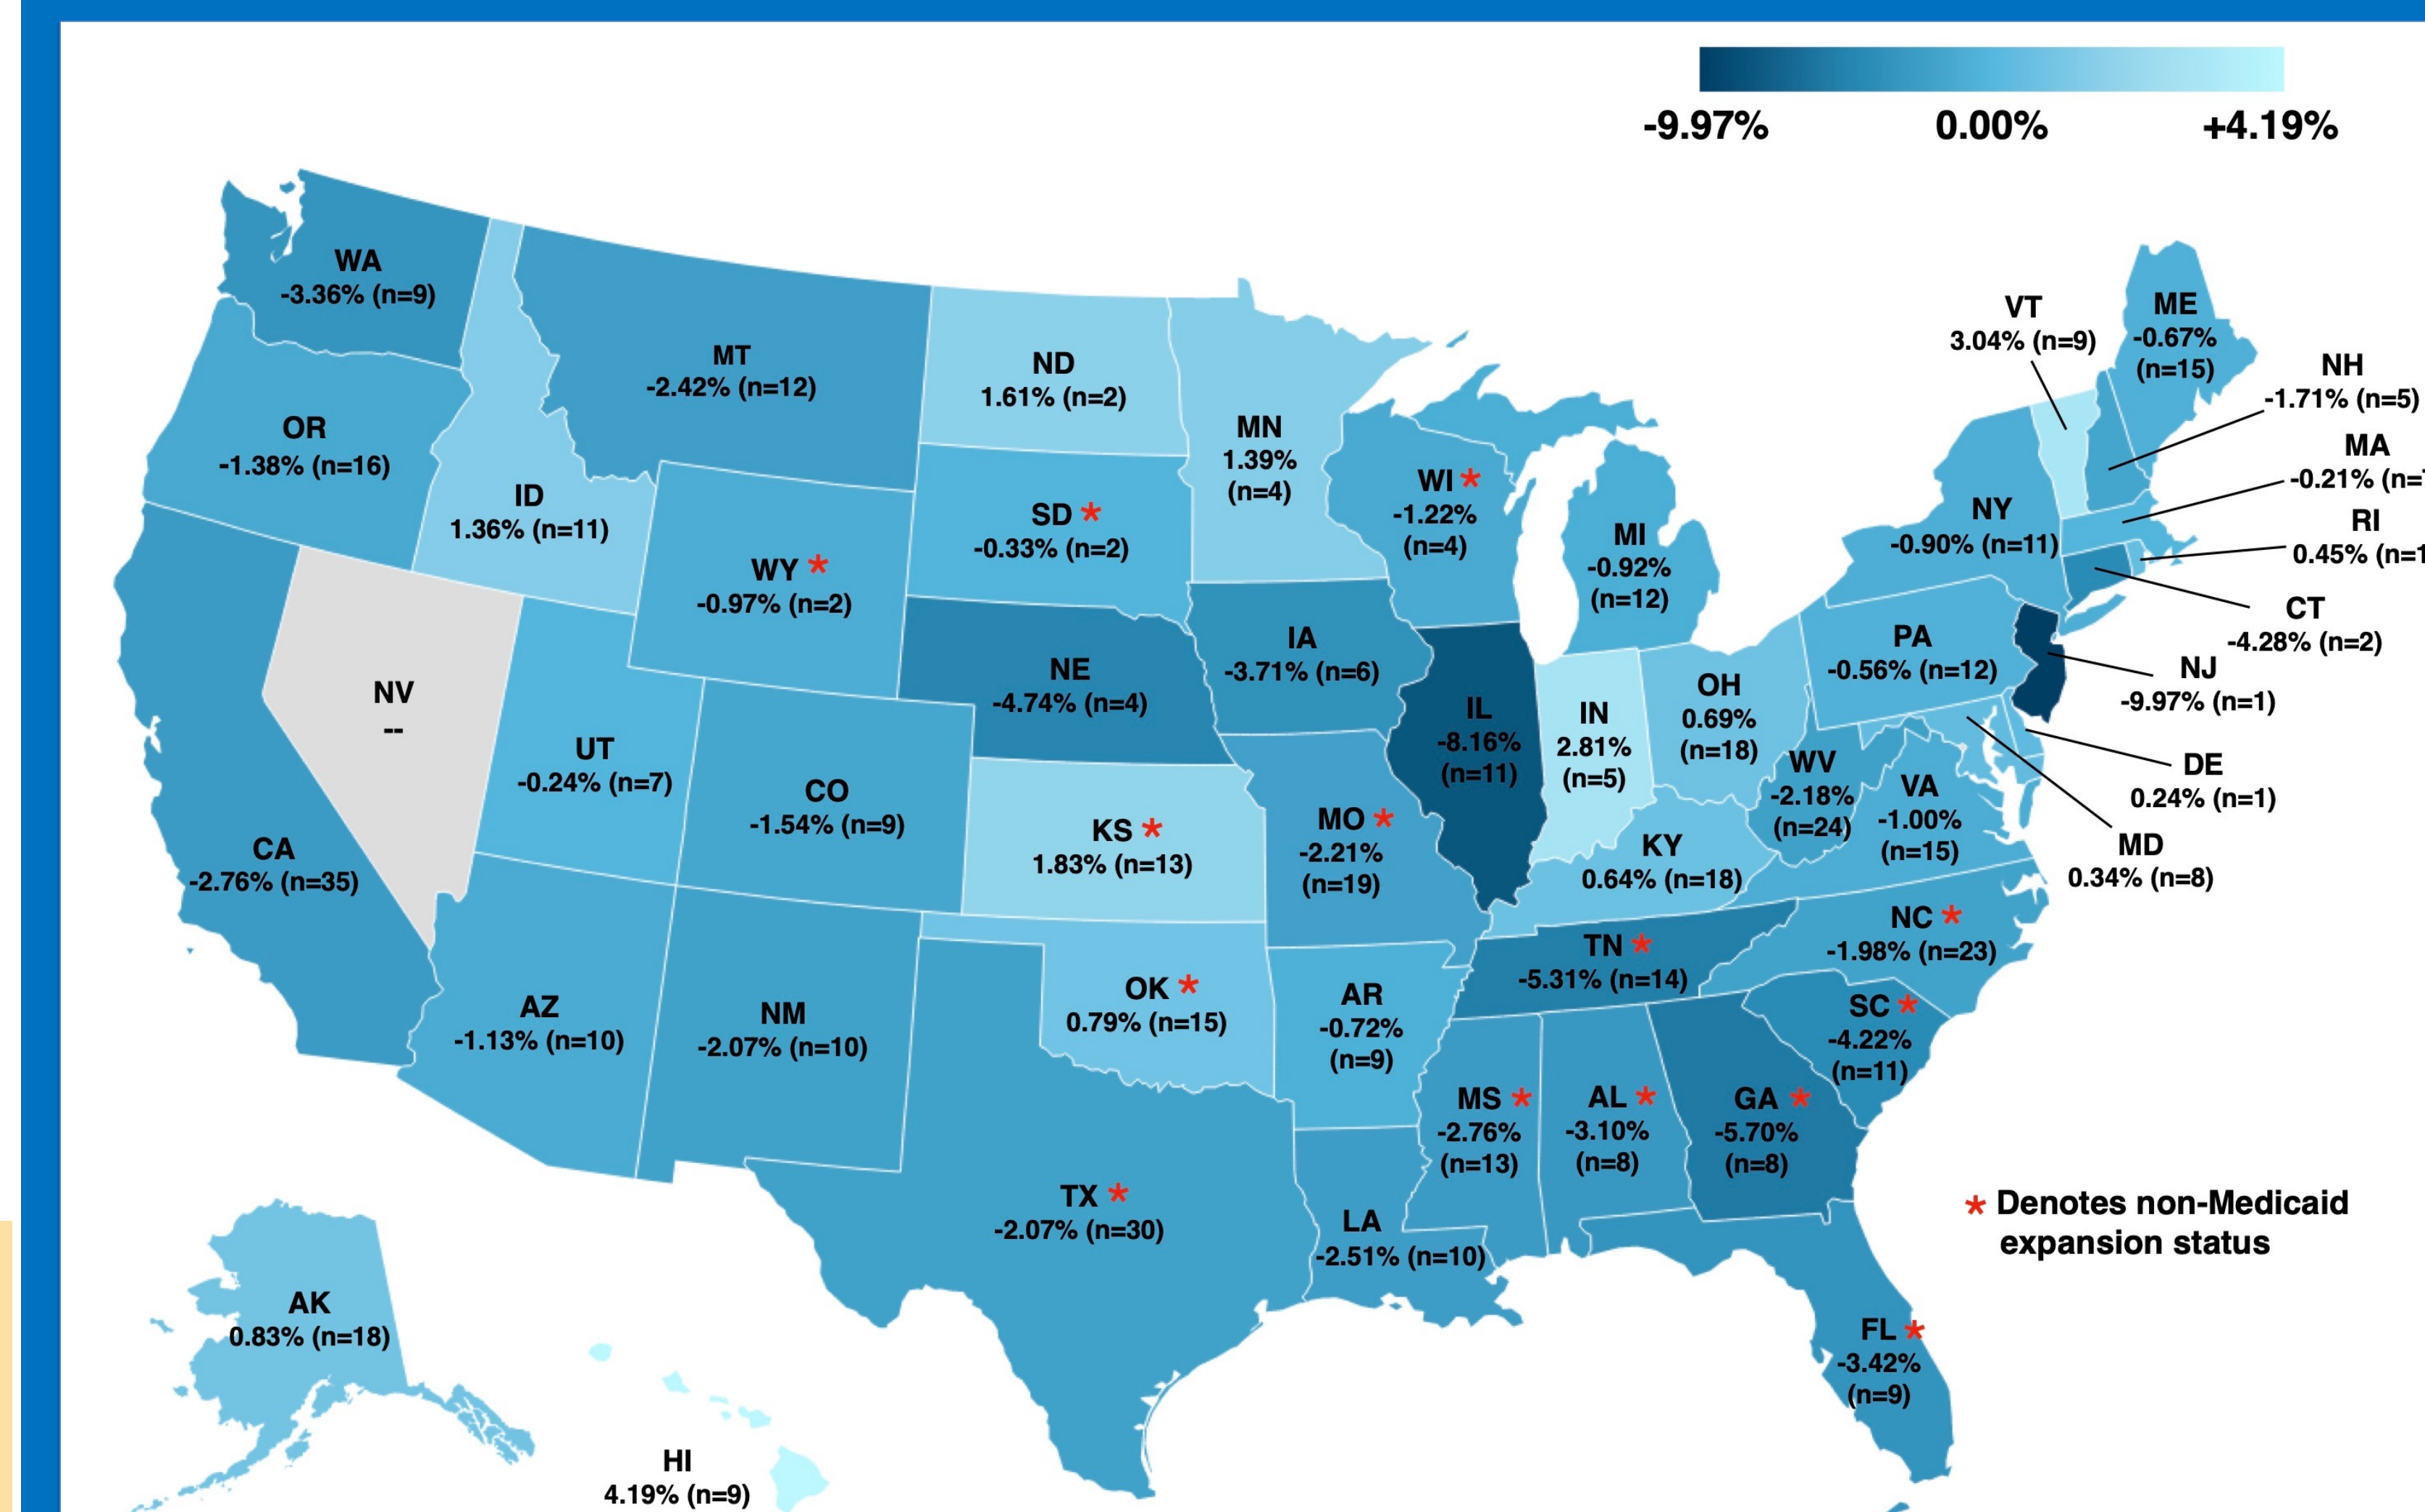 -9.97%
0.00%
+4.19%
WA
-3.36% (n=9)
MT
-2.42% (n=12)
ND
1.61% (n=2)
MN
1.39%
(n=4)
VT
3.04% (n=9)
ME
-0.67%
(n=15)
NH
-1.71% (n=5)
OR
-1.38% (n=16)
ID
1.36% (n=11)
WY *
-0.97% (n=2)
SD *
-0.33% (n=2)
WI *
-1.22%
(n=4)
MI
-0.92%
(n=12)
NY
-0.90% (n=11)
MA
-0.21%
RI
0.45%
CT
-4.28% (n=2)
NV
--
UT
-0.24% (n=7)
CO
-1.54% (n=9)
NE
-4.74% (n=4)
IA
-3.71% (n=6)
IL
-8.16%
(n=11)
IN
2.81%
(n=5)
OH
0.69%
(n=18)
PA
-0.56% (n=12)
NJ
-9.97% (n=1)
DE
0.24% (n=1)
MD
0.34% (n=8)
CA
-2.76% (n=35)
KS *
1.83% (n=13)
MO *
-2.21%
(n=19)
KY
0.64% (n=18)
WV
-2.18%
(n=24)
VA
-1.00%
(n=15)
AZ
-1.13% (n=10)
NM
-2.07% (n=10)
OK *
0.79% (n=15)
AR
-0.72%
(n=9)
TN *
-5.31% (n=14)
NC *
-1.98% (n=23)
SC *
-4.22%
(n=11)
MS *
-2.76%
(n=13)
AL *
-3.10%
(n=8)
GA *
-5.70%
(n=8)
TX *
-2.07% (n=30)
LA
-2.51% (n=10)
FL *
-3.42%
(n=9)
* Denotes non-Medicaid
expansion status
AK
0.83% (n=18)
HI
4.19% (n=9)